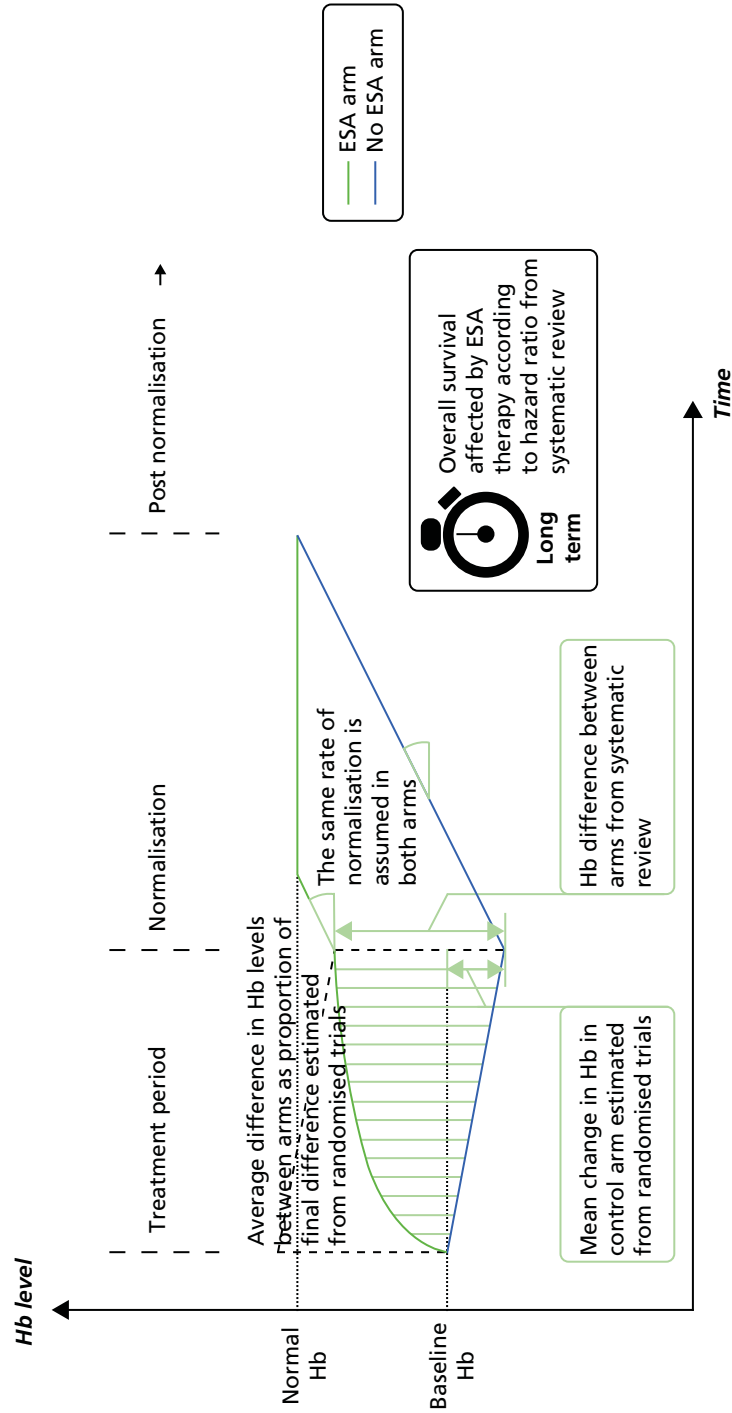 Hb level
Treatment period
Normalisation
Post normalisation
ESA arm
No ESA arm
Normal
Hb
Average difference in Hb levels
between arms as proportion of
final difference estimated
from randomised trials
The same rate of
normalisation is
assumed in
both arms
Baseline
Hb
Mean change in Hb in
control arm estimated
from randomised trials
Hb difference between
arms from systematic
review
Long
term
Overall survival
affected by ESA
therapy according
to hazard ratio from
systematic review
Time